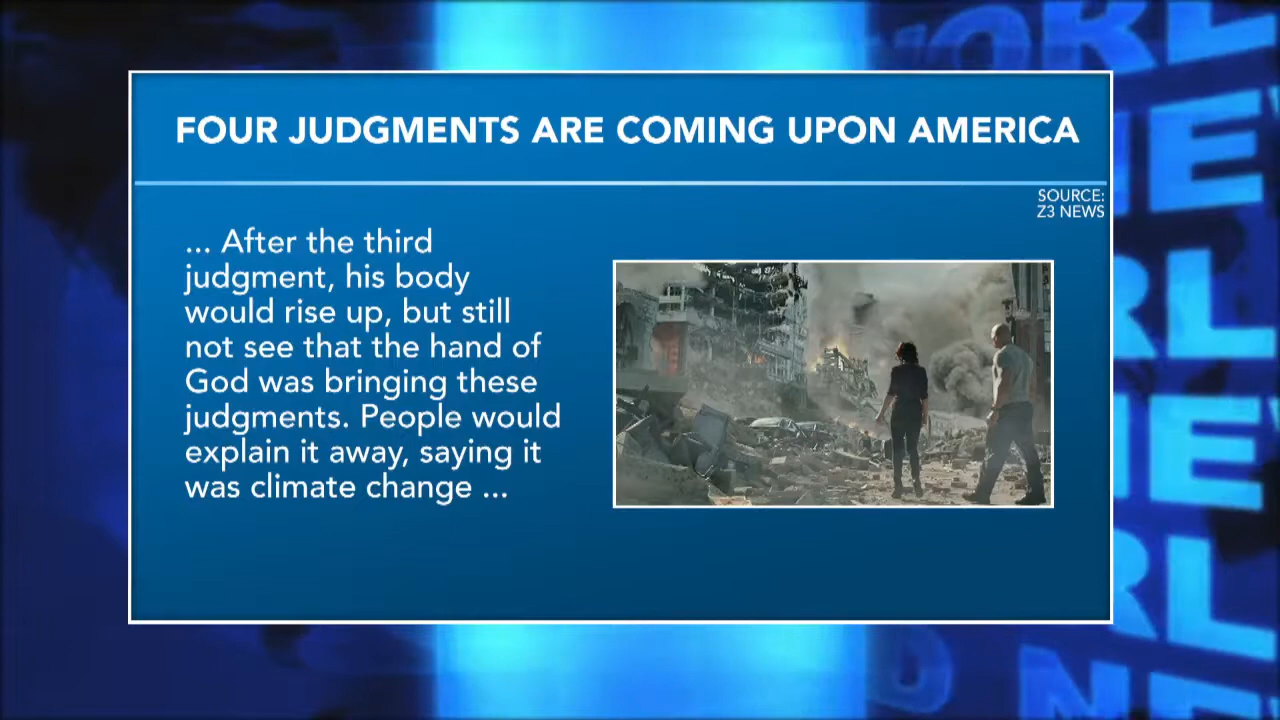 FOUR JUDGMENTS ARE COMING UPON AMERICA
SOURCE:
Z3 NEWS
... After the third
judgment, his body
would rise up, but still
not see that the hand of
God was bringing these
judgments. People would
explain it away, saying it
was climate change ...